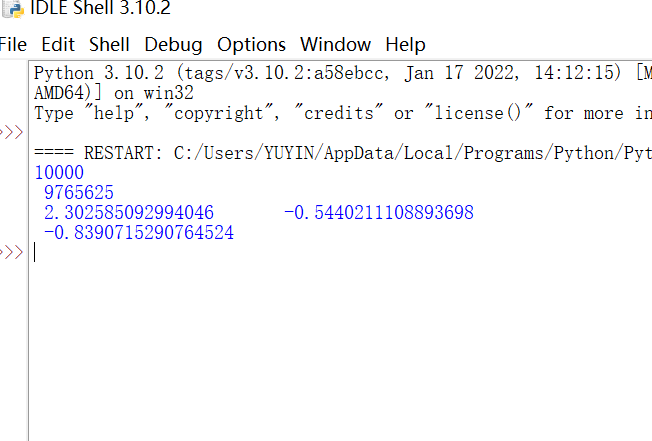 IDLE Shell 3.10.2
File Edit Shell Debug Options Window Help
Python 3.10.2 (tags/v3.10.2:a58ebcc, Jan 17 2022, 14:12:15) [M
AMD64)] on win32
Type "help", "copyright", "credits" or "license()" for more in
>>>
==== RESTART: C:/Users/YUYIN/AppData/Local/Programs/Python/Pyt
10000
9765625
2.302585092994046 -0.5440211108893698
-0.8390715290764524
>>>